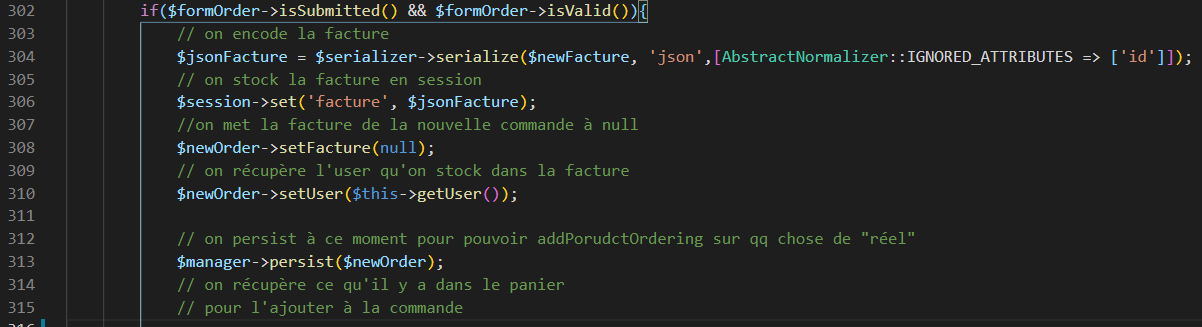 302 if($formOrder->isSubmitted() && $formOrder->isValid()){
303 // on encode la facture
304 $jsonFacture = $serializer->serialize($newFacture, 'json',[AbstractNormalizer::IGNORED_ATTRIBUTES => ['id']]);
305 // on stock la facture en session
306 $session->set('facture', $jsonFacture);
307 //on met la facture de la nouvelle commande à null
308 $newOrder->setFacture(null);
309 // on récupère l'user qu'on stock dans la facture
310 $newOrder->setUser($this->getUser());
311
312 // on persist à ce moment pour pouvoir addPorudctOrdering sur qq chose de "réel"
313 $manager->persist($newOrder);
314 // on récupère ce qu'il y a dans le panier
315 // pour l'ajouter à la commande
316